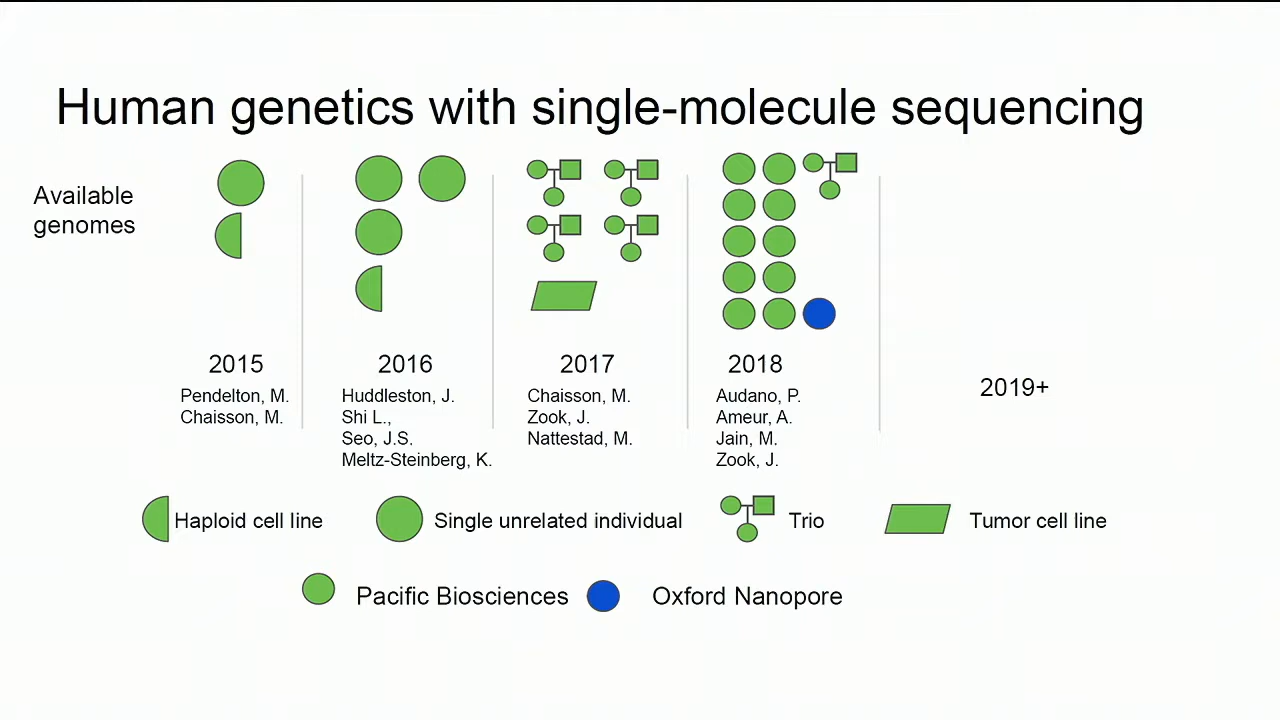 Human genetics with single-molecule sequencing
Available
genomes
2015
Pendelton, M.
Chaisson, M.
2016
Huddleston, J.
Shi L.,
Seo, J.S.
Meltz-Steinberg, K.
2017
Chaisson, M.
Zook, J.
Nattestad, M.
2018
Audano, P.
Ameur, A.
Jain, M.
Zook, J.
2019+
Haploid cell line
Single unrelated individual
Trio
Tumor cell line
Pacific Biosciences
Oxford Nanopore